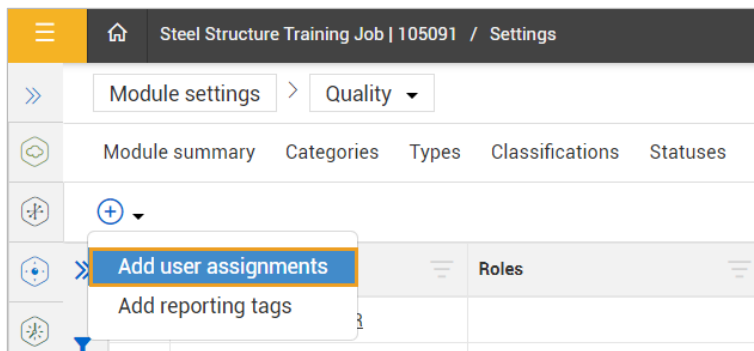 Steel Structure Training Job | 105091 / Settings
Module settings > Quality
Module summary Categories Types Classifications Statuses
Add user assignments
Roles
Add reporting tags